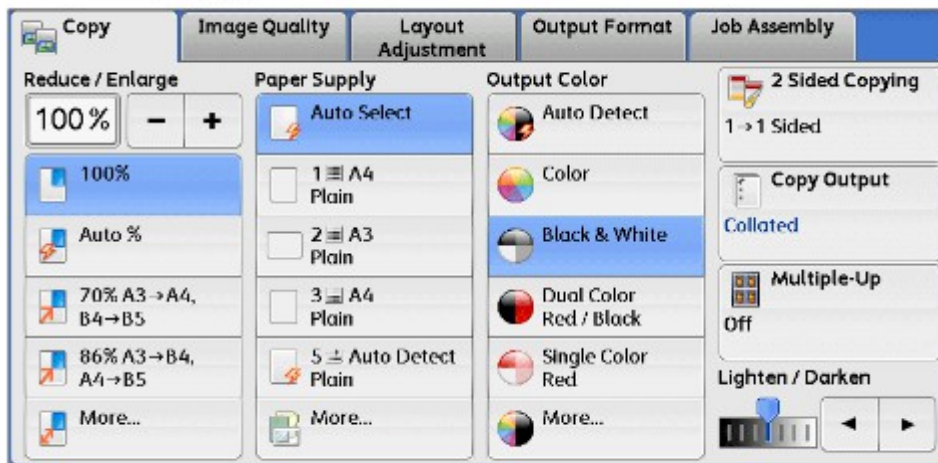 Copy
Image Quality
Layout
Adjustment
Output Format
Job Assembly
Reduce / Enlarge
100%
− +
100%
Auto %
70% A3→A4,
B4→B5
86% A3→B4,
A4→B5
More...
Paper Supply
Auto Select
1 A4
Plain
2 A3
Plain
3 A4
Plain
5 Auto Detect
Plain
More...
Output Color
Auto Detect
Color
Black & White
Dual Color
Red / Black
Single Color
Red
More...
2 Sided Copying
1→1 Sided
Copy Output
Collated
Multiple-Up
Off
Lighten / Darken